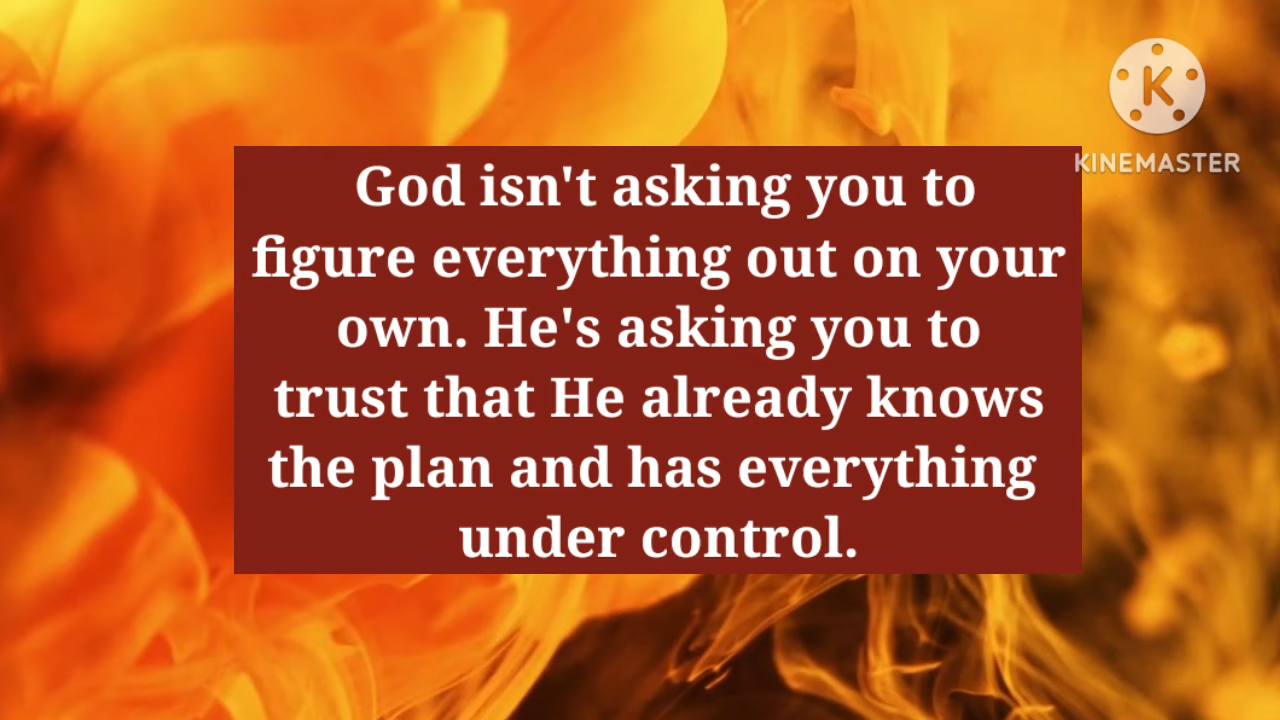 K
KINEMASTER
God isn't asking you to
figure everything out on your
own. He's asking you to
trust that He already knows
the plan and has everything
under control.